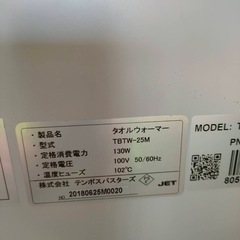 ・品名 タオルウォーマー
・型式 TBTW-25M
・定格消費電力 130W
・定格電圧 100V 50/60Hz
・温度ヒューズ 102℃
株式会社 テンポスバスターズ
JET
NO. 20180625M0020
MODEL: T
PN
805